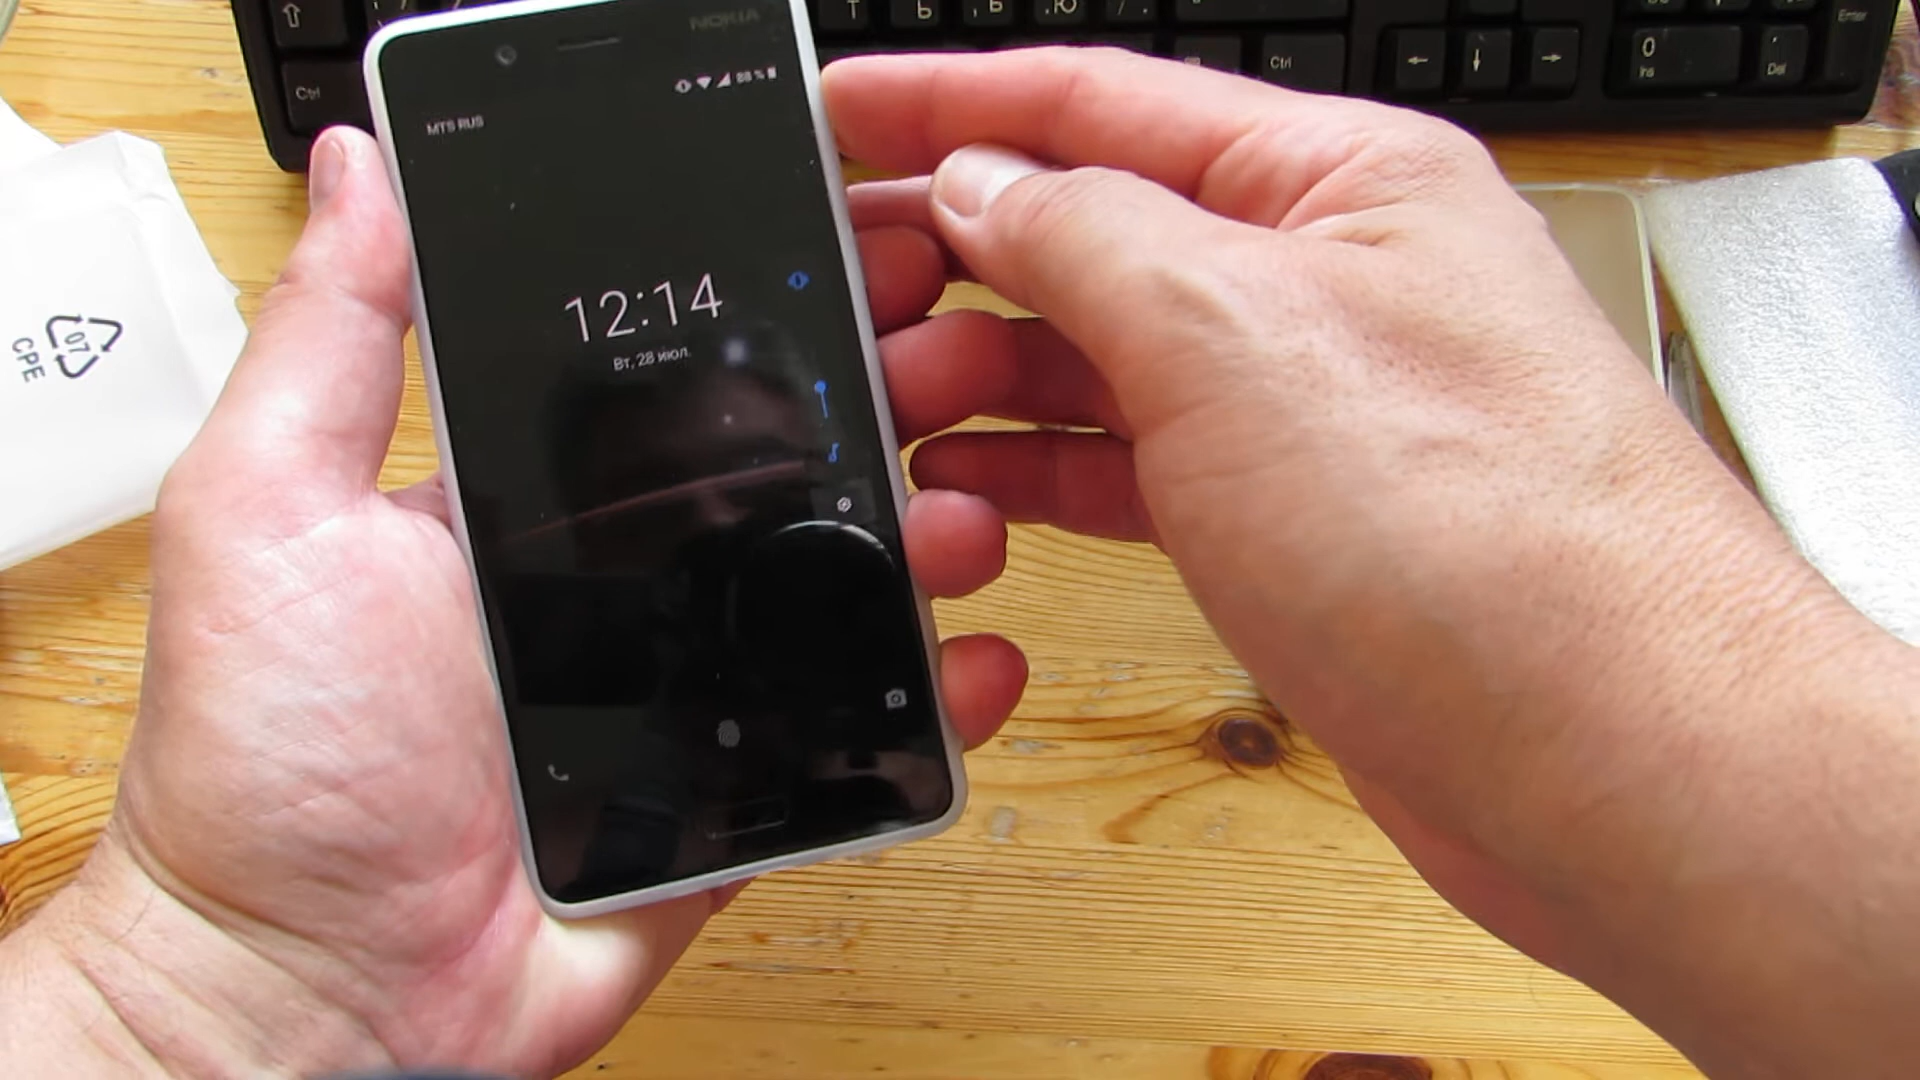 Т Ь , Б .Ю / .
Enter
Ctrl
Ctrl
0
Ins
.
Del
NOKIA
88 %
MTS RUS
12:14
Вт, 28 июл.
07
CPE